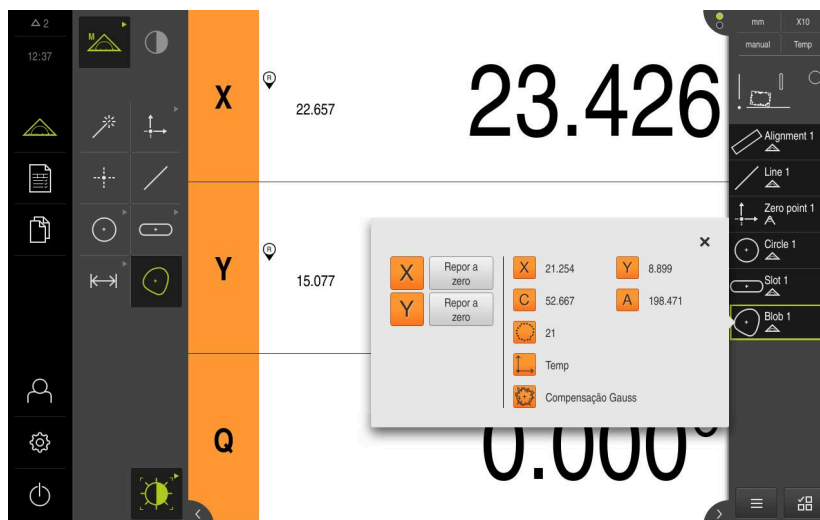 2
12:37
M
X
R
22.657
23.426
Y
R
15.077
Q
0.000°
X
Repor a
zero
Y
Repor a
zero
X
21.254
Y
8.899
C
52.667
A
198.471
21
Temp
Compensação Gauss
mm
X10
manual
Temp
Alignment 1
Line 1
Zero point 1
Circle 1
Slot 1
Blob 1